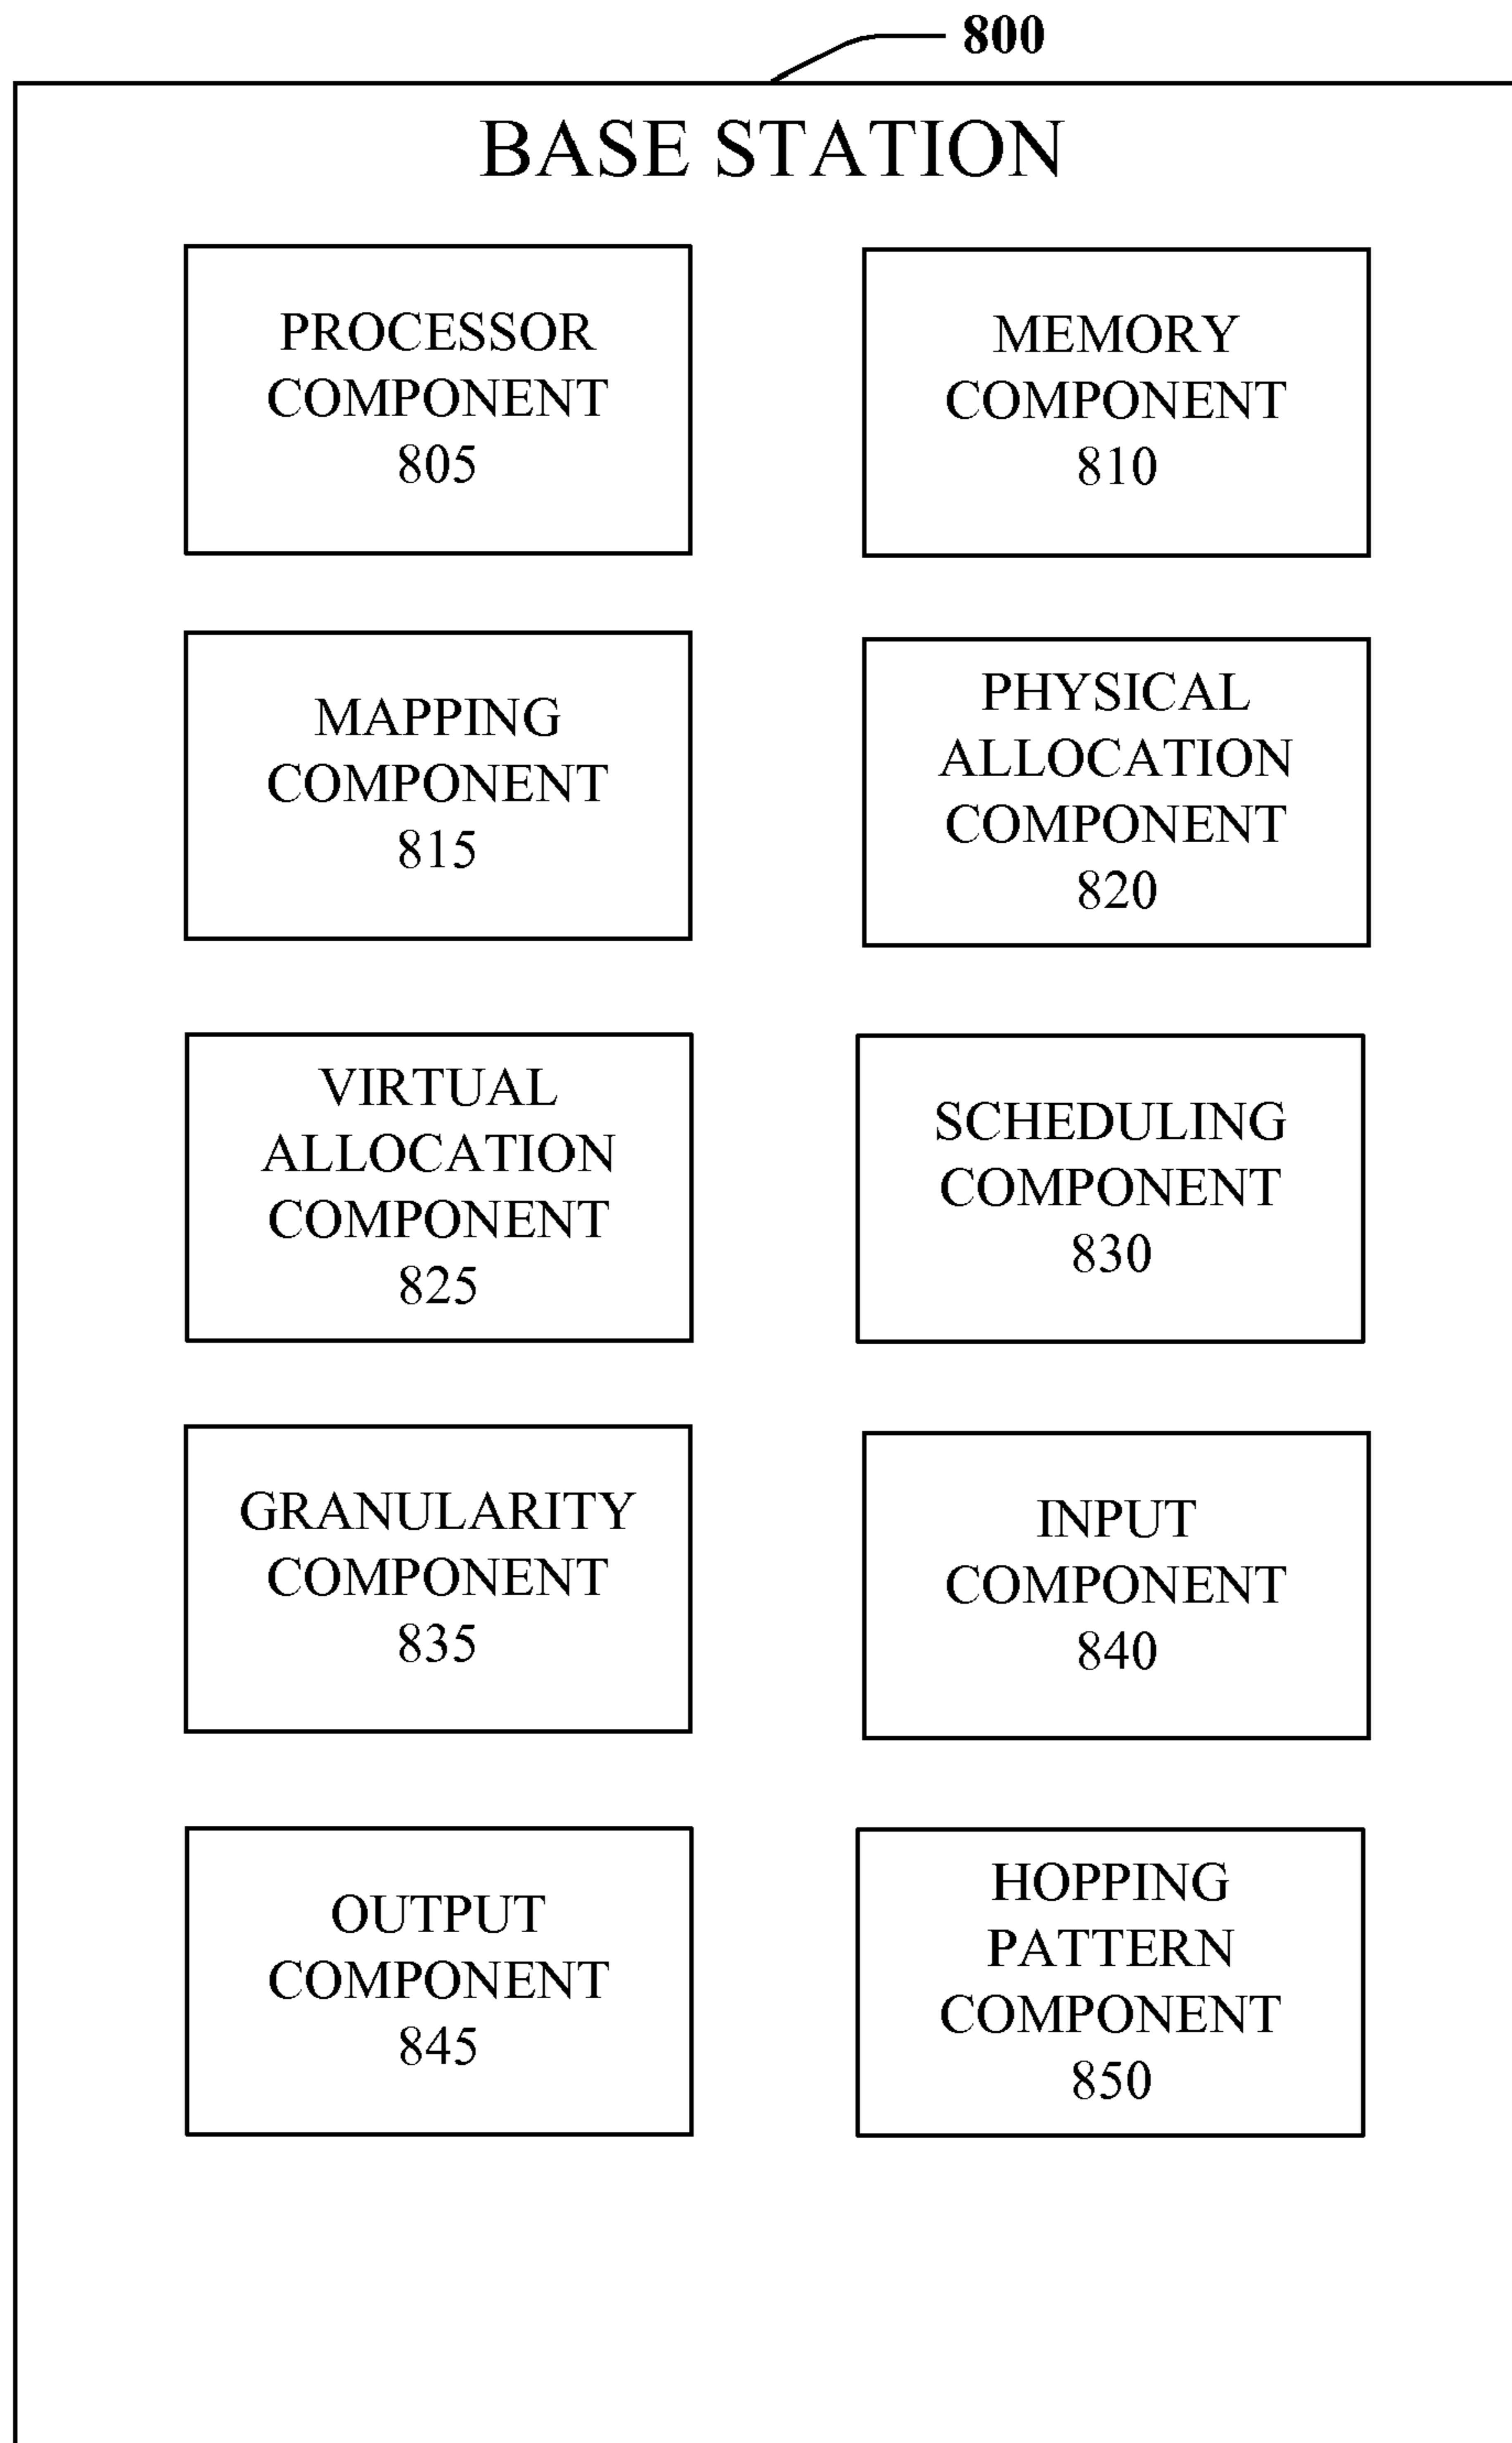 800
BASE STATION
PROCESSOR
COMPONENT
805
MEMORY
COMPONENT
810
MAPPING
COMPONENT
815
PHYSICAL
ALLOCATION
COMPONENT
820
VIRTUAL
ALLOCATION
COMPONENT
825
SCHEDULING
COMPONENT
830
GRANULARITY
COMPONENT
835
INPUT
COMPONENT
840
OUTPUT
COMPONENT
845
HOPPING
PATTERN
COMPONENT
850